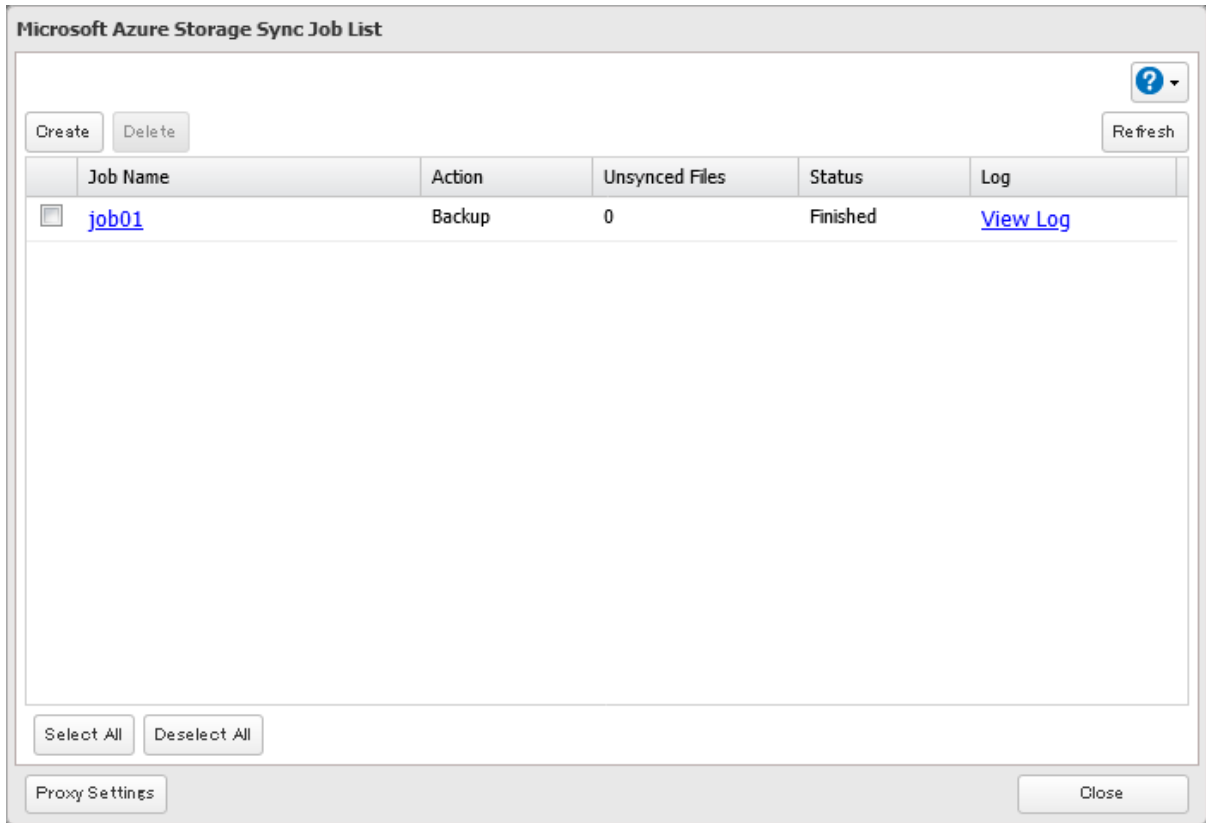 Microsoft Azure Storage Sync Job List
?
Create Delete Refresh
Job Name Action Unsynced Files Status Log
job01 Backup 0 Finished View Log
Select All Deselect All
Proxy Settings Close